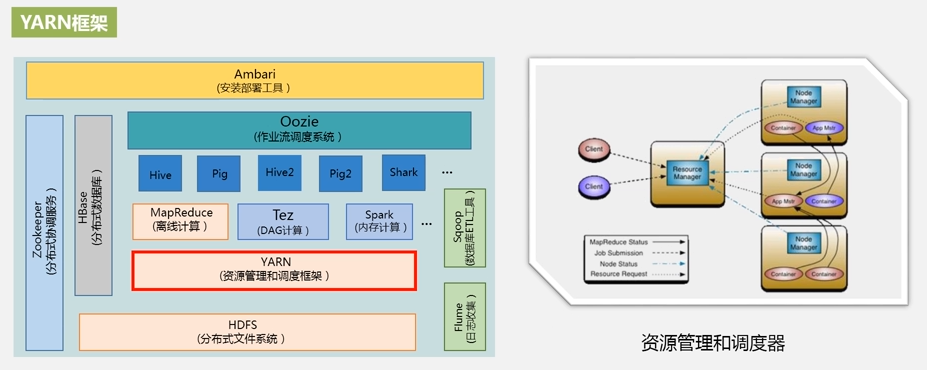 YARN框架
Ambari
(安装部署工具)
Oozie
(作业流调度系统)
Zookeeper
(分布式协调服务)
HBase
(分布式数据库)
Hive
Pig
Hive2
Pig2
Shark
...
MapReduce
(离线计算)
Tez
(DAG计算)
Spark
(内存计算)
...
Sqoop
(数据库ETL工具)
YARN
(资源管理和调度框架)
Flume
(日志收集)
HDFS
(分布式文件系统)
Client
Client
Resource
Manager
Node
Manager
Container
App Mstr
Node
Manager
App Mstr
Container
Node
Manager
Container
Container
MapReduce Status
Job Submission
Node Status
Resource Request
资源管理和调度器